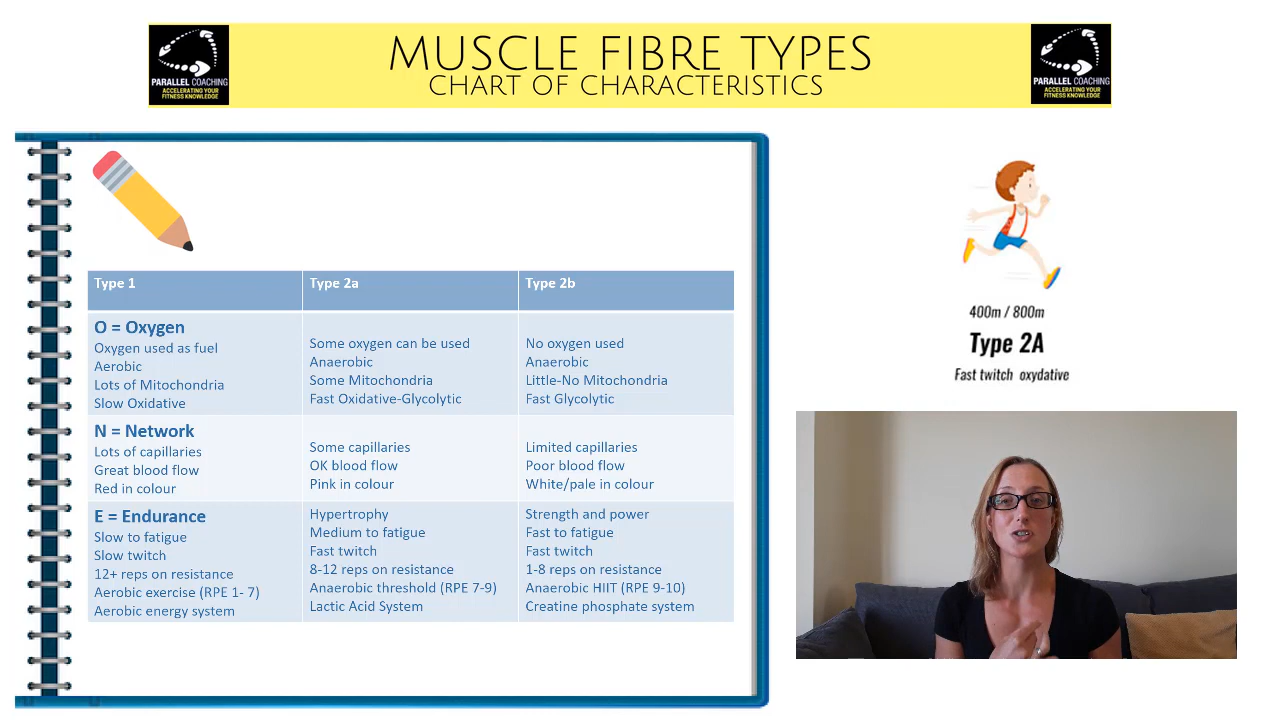 MUSCLE FIBRE TYPES
CHART OF CHARACTERISTICS
PARALLEL COACHING
ACCELERATING YOUR
FITNESS KNOWLEDGE
PARALLEL COACHING
ACCELERATING YOUR
FITNESS KNOWLEDGE
Type 1
Type 2a
Type 2b
O = Oxygen
Oxygen used as fuel
Aerobic
Lots of Mitochondria
Slow Oxidative
Some oxygen can be used
Anaerobic
Some Mitochondria
Fast Oxidative-Glycolytic
No oxygen used
Anaerobic
Little-No Mitochondria
Fast Glycolytic
N = Network
Lots of capillaries
Great blood flow
Red in colour
Some capillaries
OK blood flow
Pink in colour
Limited capillaries
Poor blood flow
White/pale in colour
E = Endurance
Slow to fatigue
Slow twitch
12+ reps on resistance
Aerobic exercise (RPE 1- 7)
Aerobic energy system
Hypertrophy
Medium to fatigue
Fast twitch
8-12 reps on resistance
Anaerobic threshold (RPE 7-9)
Lactic Acid System
Strength and power
Fast to fatigue
Fast twitch
1-8 reps on resistance
Anaerobic HIIT (RPE 9-10)
Creatine phosphate system
400m / 800m
Type 2A
Fast twitch oxydative